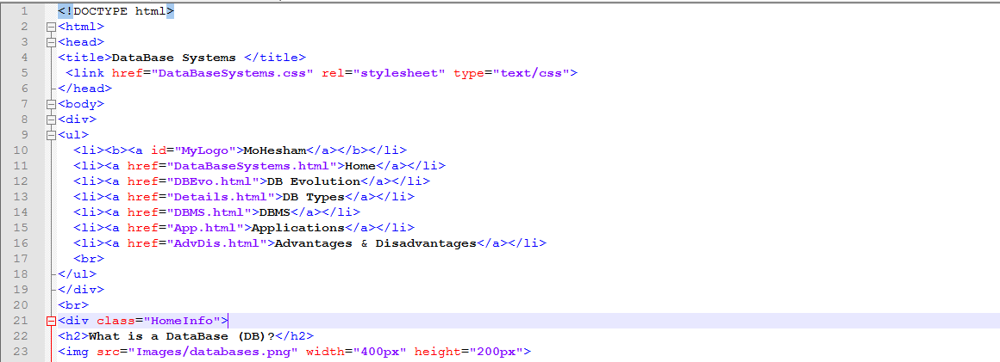 1 <!DOCTYPE html>
2 <html>
3 <head>
4 <title>DataBase Systems </title>
5  <link href="DataBaseSystems.css" rel="stylesheet" type="text/css">
6 </head>
7 <body>
8 <div>
9 <ul>
10   <li><b><a id="MyLogo">MoHesham</a></b></li>
11   <li><a href="DataBaseSystems.html">Home</a></li>
12   <li><a href="DBEvo.html">DB Evolution</a></li>
13   <li><a href="Details.html">DB Types</a></li>
14   <li><a href="DBMS.html">DBMS</a></li>
15   <li><a href="App.html">Applications</a></li>
16   <li><a href="AdvDis.html">Advantages & Disadvantages</a></li>
17   <br>
18 </ul>
19 </div>
20 <br>
21 <div class="HomeInfo">
22 <h2>What is a DataBase (DB)?</h2>
23 <img src="Images/databases.png" width="400px" height="200px">